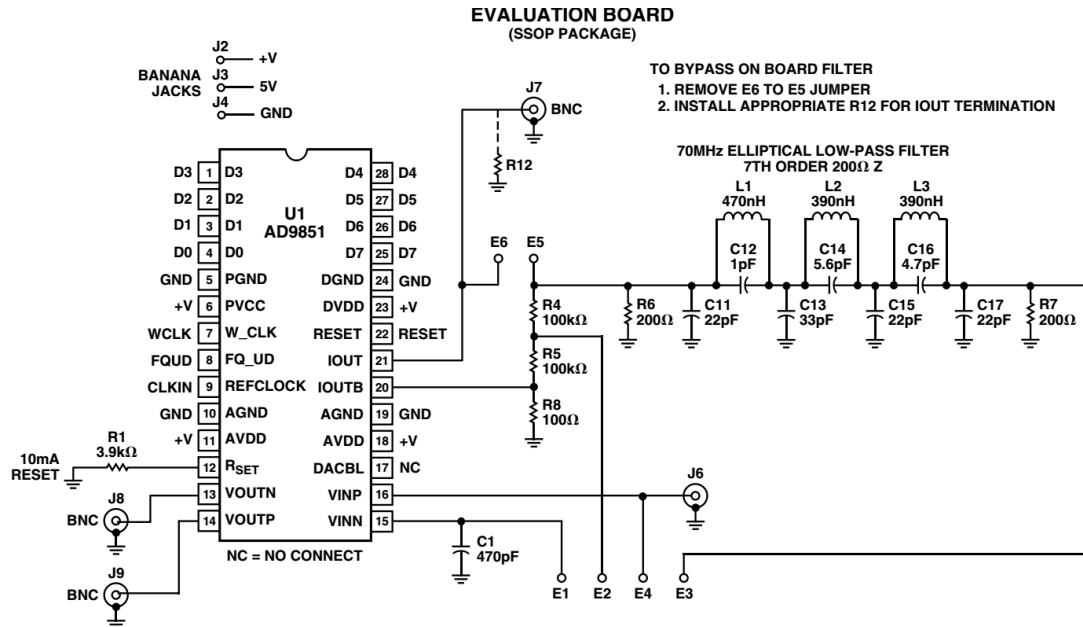 EVALUATION BOARD
(SSOP PACKAGE)
J2
+V
BANANA JACKS
J3
5V
J4
GND
J7
BNC
R12
TO BYPASS ON BOARD FILTER
1. REMOVE E6 TO E5 JUMPER
2. INSTALL APPROPRIATE R12 FOR IOUT TERMINATION
70MHz ELLIPTICAL LOW-PASS FILTER
7TH ORDER 200Ω Z
L1
470nH
L2
390nH
L3
390nH
C12
1pF
C14
5.6pF
C16
4.7pF
U1
AD9851
D3 1 D3
D4 28 D4
D2 2 D2
D5 27 D5
D1 3 D1
D6 26 D6
D0 4 D0
D7 25 D7
GND 5 PGND
DGND 24 GND
+V 6 PVCC
DVDD 23 +V
WCLK 7 W_CLK
RESET 22 RESET
FQUD 8 FQ_UD
IOUT 21
CLKIN 9 REFCLOCK
IOUTB 20
GND 10 AGND
AGND 19 GND
+V 11 AVDD
AVDD 18 +V
12 RSET
DACBL 17 NC
13 VOUTN
VINP 16
14 VOUTP
VINN 15
E6
E5
R4
100kΩ
R5
100kΩ
R8
100Ω
R6
200Ω
C11
22pF
C13
33pF
C15
22pF
C17
22pF
R7
200Ω
R1
3.9kΩ
10mA
RESET
J8
BNC
J9
BNC
NC = NO CONNECT
C1
470pF
J6
E1
E2
E4
E3